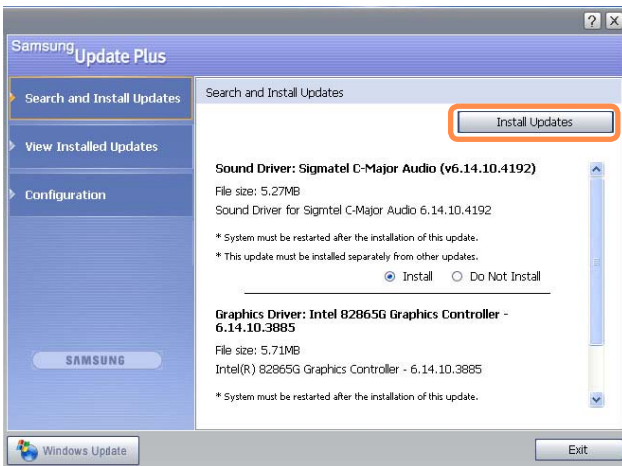 Samsung Update Plus
Search and Install Updates
View Installed Updates
Configuration
SAMSUNG
Search and Install Updates
Install Updates
Sound Driver: Sigmatel C-Major Audio (v6.14.10.4192)
File size: 5.27MB
Sound Driver for Sigmtel C-Major Audio 6.14.10.4192
* System must be restarted after the installation of this update.
* This update must be installed separately from other updates.
Install Do Not Install
Graphics Driver: Intel 82865G Graphics Controller -
6.14.10.3885
File size: 5.71MB
Intel(R) 82865G Graphics Controller - 6.14.10.3885
* System must be restarted after the installation of this update.
Windows Update
Exit